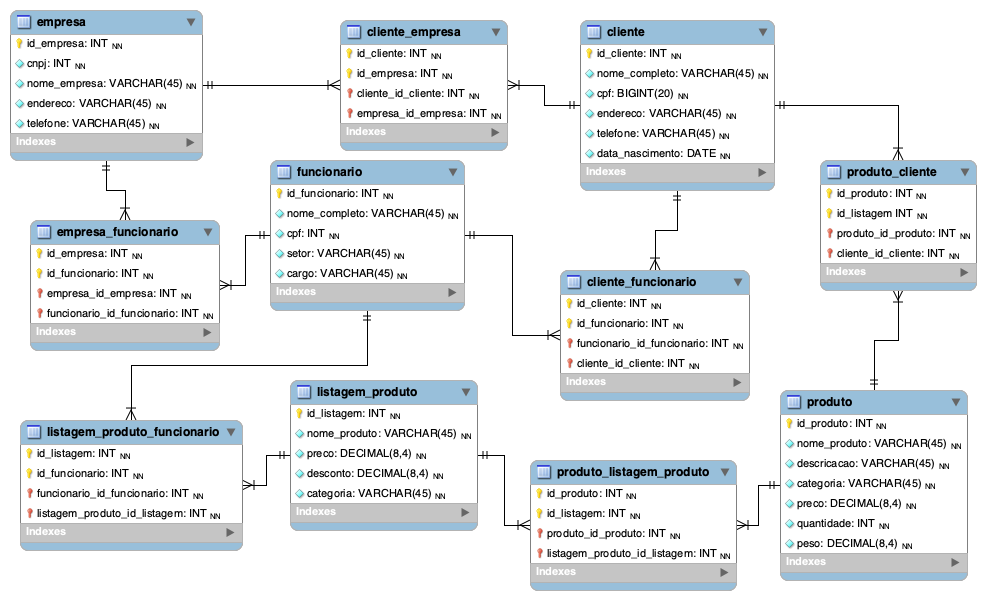 empresa
id_empresa: INT NN
cnpj: INT NN
nome_empresa: VARCHAR(45) NN
endereco: VARCHAR(45) NN
telefone: VARCHAR(45) NN
Indexes
cliente_empresa
id_cliente: INT NN
id_empresa: INT NN
cliente_id_cliente: INT NN
empresa_id_empresa: INT NN
Indexes
cliente
id_cliente: INT NN
nome_completo: VARCHAR(45) NN
cpf: BIGINT(20) NN
endereco: VARCHAR(45) NN
telefone: VARCHAR(45) NN
data_nascimento: DATE NN
Indexes
funcionario
id_funcionario: INT NN
nome_completo: VARCHAR(45) NN
cpf: INT NN
setor: VARCHAR(45) NN
cargo: VARCHAR(45) NN
Indexes
produto_cliente
id_produto: INT NN
id_listagem INT NN
produto_id_produto: INT NN
cliente_id_cliente: INT NN
Indexes
empresa_funcionario
id_empresa: INT NN
id_funcionario: INT NN
empresa_id_empresa: INT NN
funcionario_id_funcionario: INT NN
Indexes
cliente_funcionario
id_cliente: INT NN
id_funcionario: INT NN
funcionario_id_funcionario: INT NN
cliente_id_cliente: INT NN
Indexes
listagem_produto
id_listagem: INT NN
nome_produto: VARCHAR(45) NN
preco: DECIMAL(8,4) NN
desconto: DECIMAL(8,4) NN
categoria: VARCHAR(45) NN
Indexes
produto
id_produto: INT NN
nome_produto: VARCHAR(45) NN
descricacao: VARCHAR(45) NN
categoria: VARCHAR(45) NN
preco: DECIMAL(8,4) NN
quantidade: INT NN
peso: DECIMAL(8,4) NN
Indexes
listagem_produto_funcionario
id_listagem: INT NN
id_funcionario: INT NN
funcionario_id_funcionario: INT NN
listagem_produto_id_listagem: INT NN
Indexes
produto_listagem_produto
id_produto: INT NN
id_listagem: INT NN
produto_id_produto: INT NN
listagem_produto_id_listagem: INT NN
Indexes